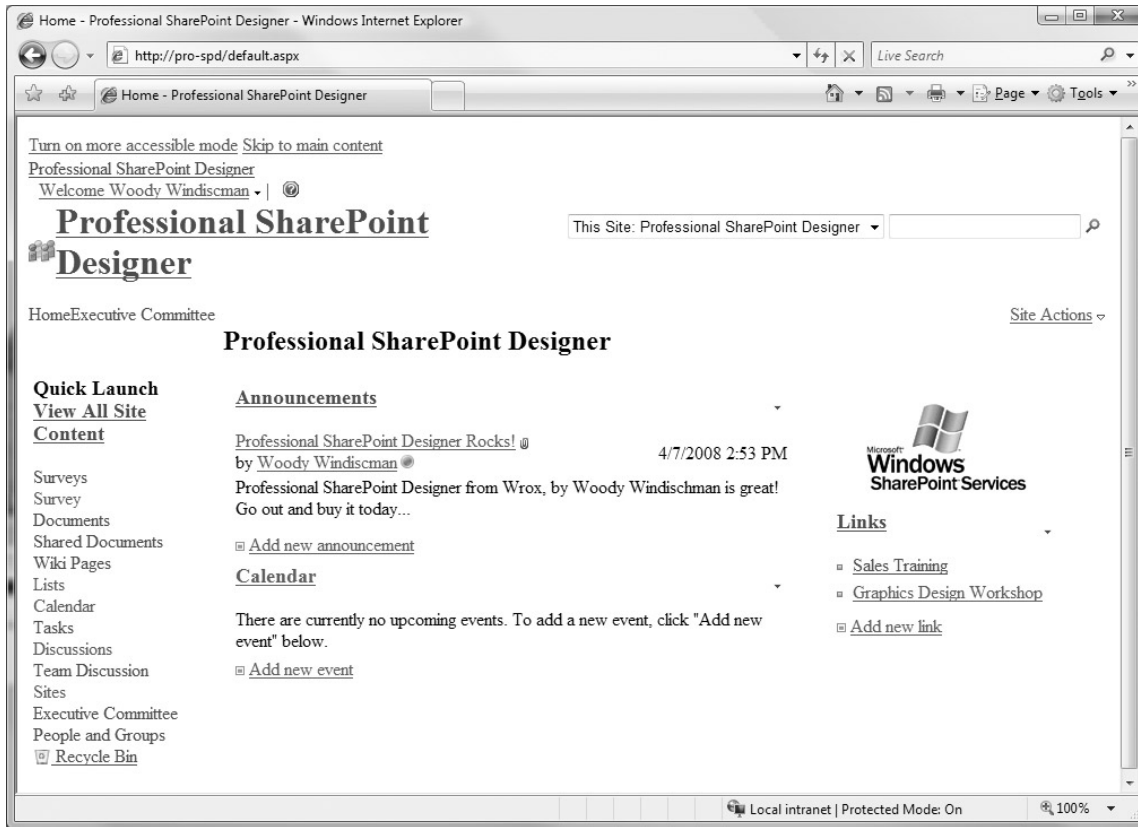 Home - Professional SharePoint Designer - Windows Internet Explorer
http://pro-spd/default.aspx
Live Search
Home - Professional SharePoint Designer
Page
Tools
Turn on more accessible mode Skip to main content
Professional SharePoint Designer
Welcome Woody Windiscman
Professional SharePoint
Designer
This Site: Professional SharePoint Designer
HomeExecutive Committee
Site Actions
Professional SharePoint Designer
Quick Launch
View All Site
Content
Surveys
Survey
Documents
Shared Documents
Wiki Pages
Lists
Calendar
Tasks
Discussions
Team Discussion
Sites
Executive Committee
People and Groups
Recycle Bin
Announcements
Professional SharePoint Designer Rocks!
by Woody Windiscman
4/7/2008 2:53 PM
Professional SharePoint Designer from Wrox, by Woody Windischman is great!
Go out and buy it today...
Add new announcement
Calendar
There are currently no upcoming events. To add a new event, click "Add new
event" below.
Add new event
Microsoft
Windows
SharePoint Services
Links
Sales Training
Graphics Design Workshop
Add new link
Local intranet | Protected Mode: On
100%